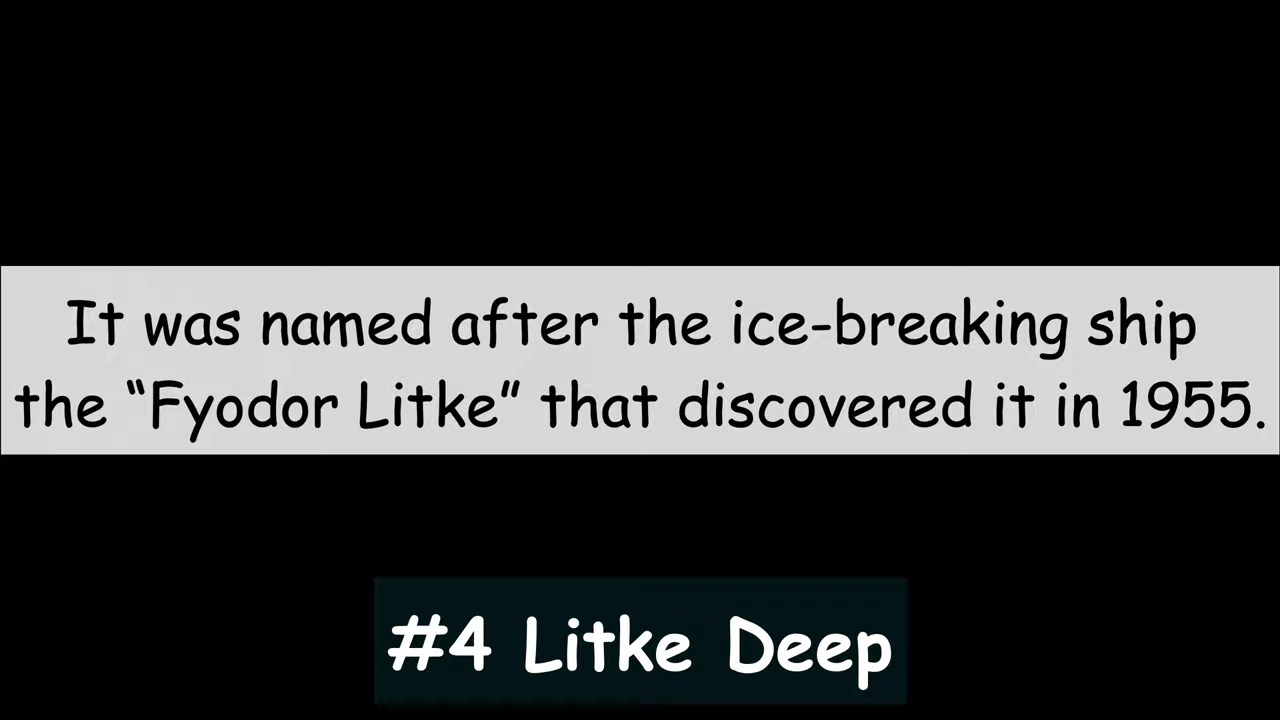 It was named after the ice-breaking ship
the “Fyodor Litke” that discovered it in 1955.
#4 Litke Deep